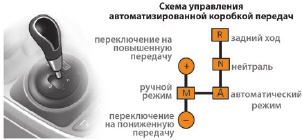 Схема управления
автоматизированной коробкой передач
переключение на
повышенную
передачу
R
задний ход
+
N
нейтраль
ручной
режим
M
A
автоматический
режим
переключение
на пониженную
передачу
−